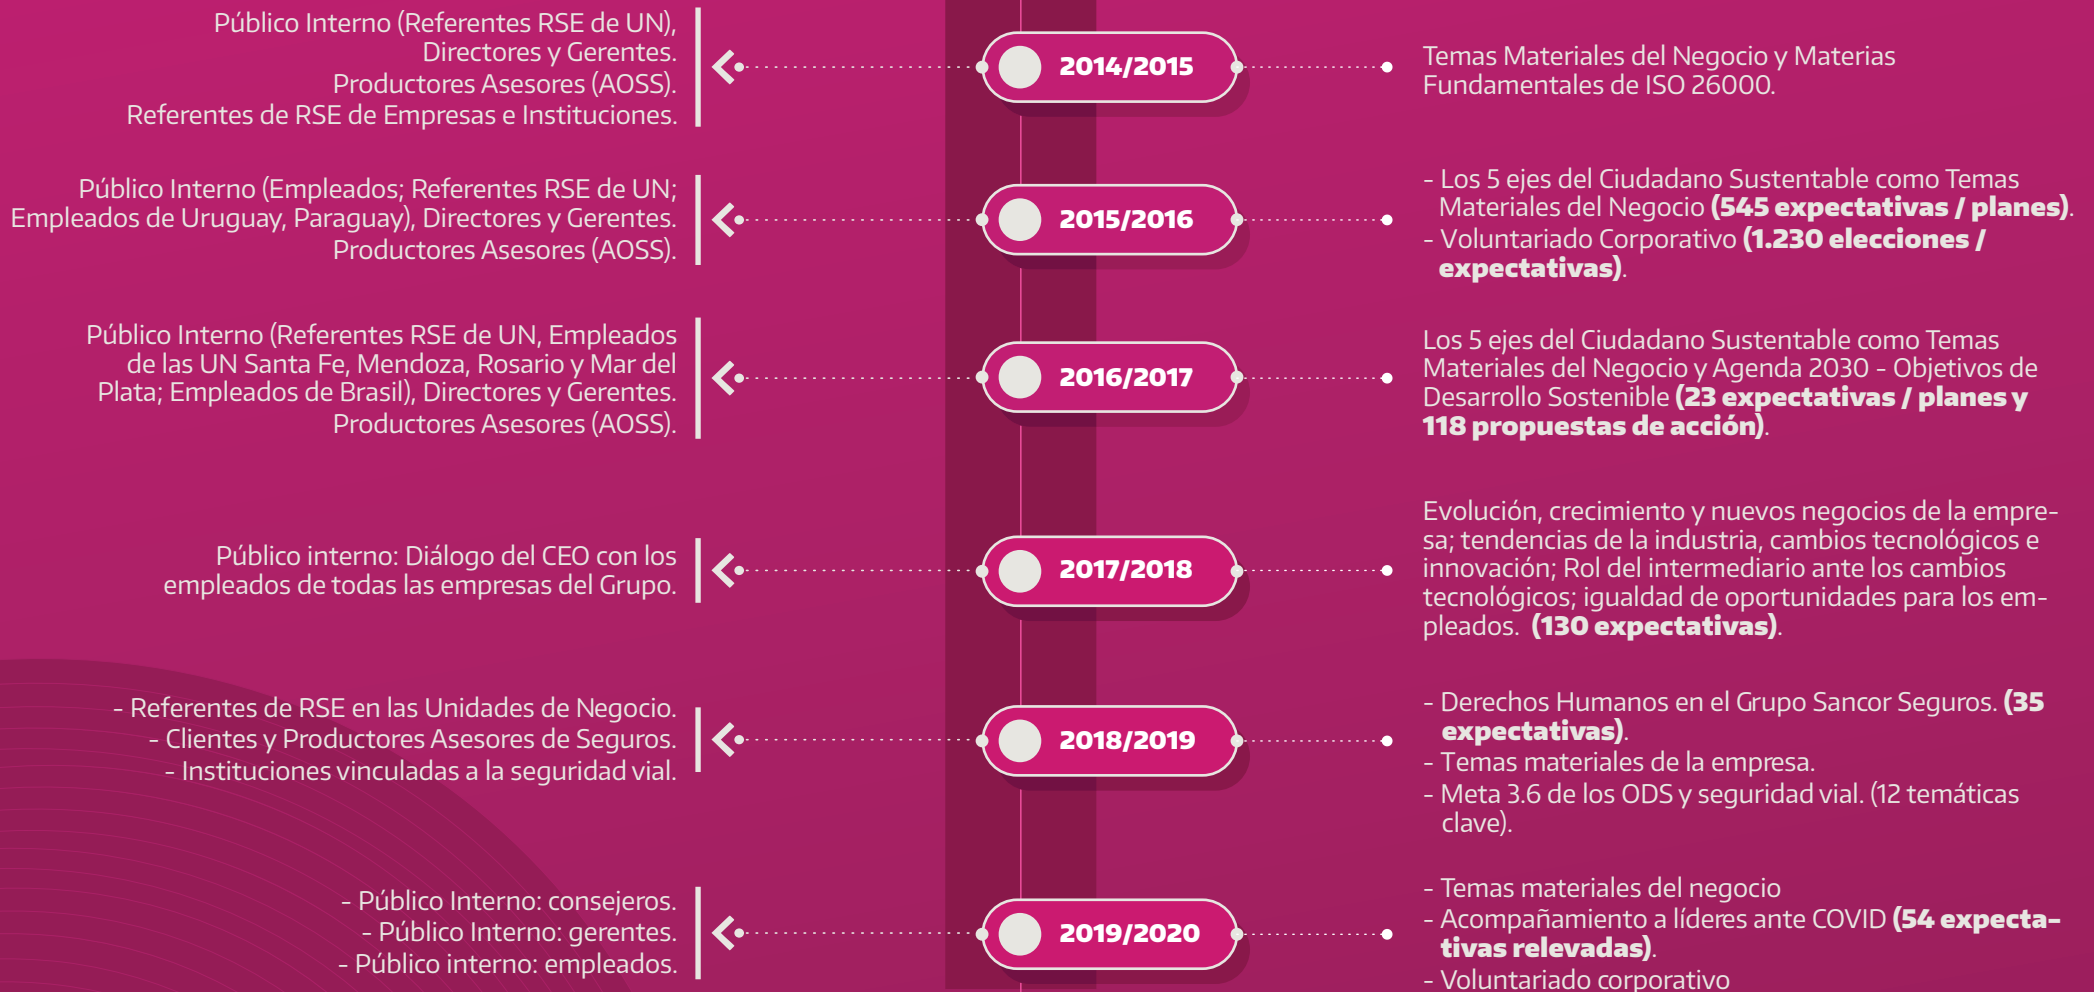 Público Interno (Referentes RSE de UN),
Directores y Gerentes.
Productores Asesores (AOSS).
Referentes de RSE de Empresas e Instituciones.
2014/2015
Temas Materiales del Negocio y Materias
Fundamentales de ISO 26000.
Público Interno (Empleados; Referentes RSE de UN;
Empleados de Uruguay, Paraguay), Directores y Gerentes.
Productores Asesores (AOSS).
2015/2016
- Los 5 ejes del Ciudadano Sustentable como Temas
Materiales del Negocio (545 expectativas / planes).
- Voluntariado Corporativo (1.230 elecciones /
expectativas).
Público Interno (Referentes RSE de UN, Empleados
de las UN Santa Fe, Mendoza, Rosario y Mar del
Plata; Empleados de Brasil), Directores y Gerentes.
Productores Asesores (AOSS).
2016/2017
Los 5 ejes del Ciudadano Sustentable como Temas
Materiales del Negocio y Agenda 2030 - Objetivos de
Desarrollo Sostenible (23 expectativas / planes y
118 propuestas de acción).
Público interno: Diálogo del CEO con los
empleados de todas las empresas del Grupo.
2017/2018
Evolución, crecimiento y nuevos negocios de la empre-
sa; tendencias de la industria, cambios tecnológicos e
innovación; Rol del intermediario ante los cambios
tecnológicos; igualdad de oportunidades para los em-
pleados. (130 expectativas).
- Referentes de RSE en las Unidades de Negocio.
- Clientes y Productores Asesores de Seguros.
- Instituciones vinculadas a la seguridad vial.
2018/2019
- Derechos Humanos en el Grupo Sancor Seguros. (35
expectativas).
- Temas materiales de la empresa.
- Meta 3.6 de los ODS y seguridad vial. (12 temáticas
clave).
- Público Interno: consejeros.
- Público Interno: gerentes.
- Público interno: empleados.
2019/2020
- Temas materiales del negocio
- Acompañamiento a líderes ante COVID (54 expecta-
tivas relevadas).
- Voluntariado corporativo